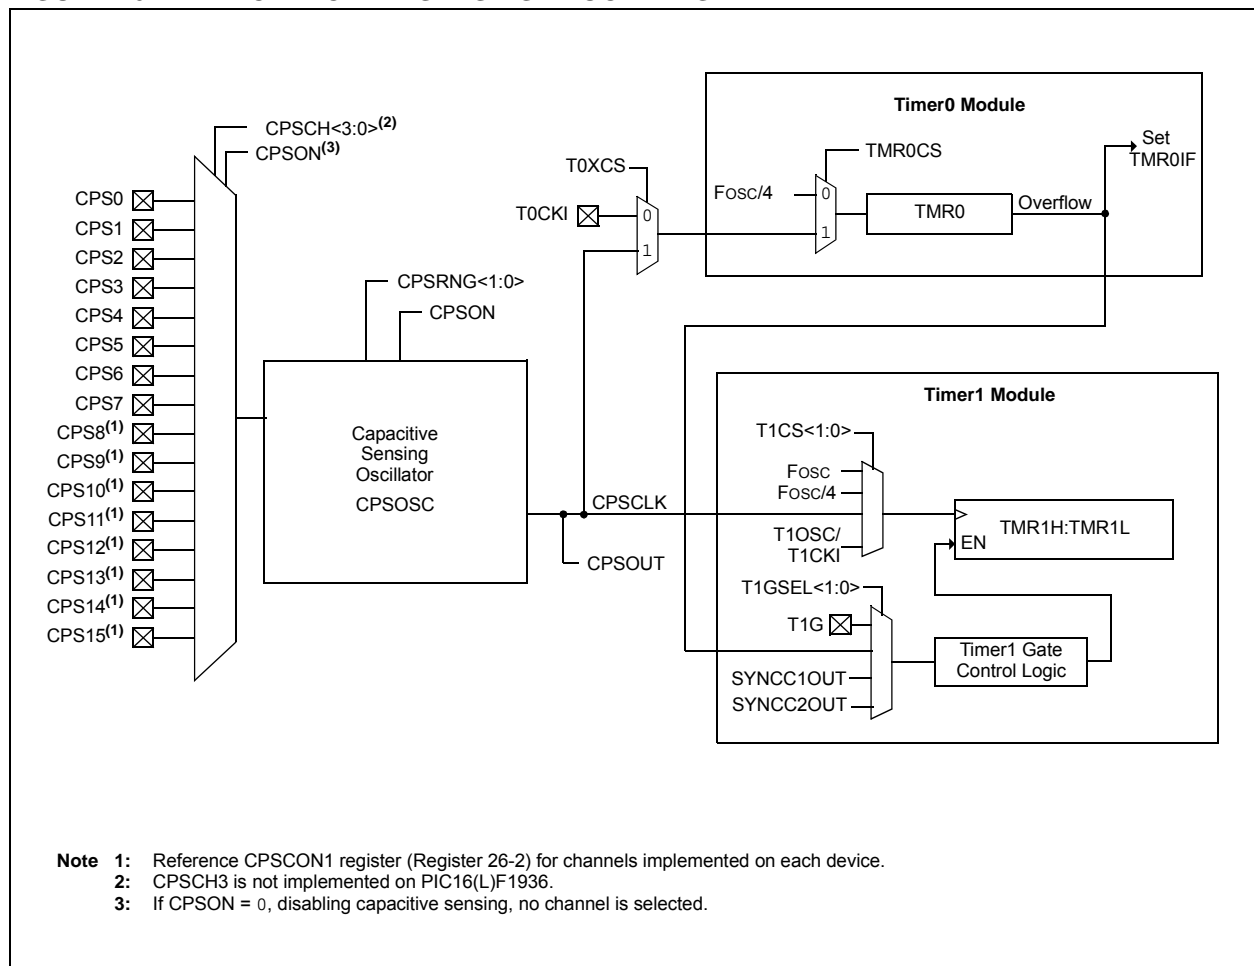 CPSCH<3:0>(2)
CPSON(3)
CPS0
CPS1
CPS2
CPS3
CPS4
CPS5
CPS6
CPS7
CPS8(1)
CPS9(1)
CPS10(1)
CPS11(1)
CPS12(1)
CPS13(1)
CPS14(1)
CPS15(1)
CPSRNG<1:0>
CPSON
Capacitive
Sensing
Oscillator
CPSOSC
CPSCLK
CPSOUT
T0XCS
T0CKI
0
1
Timer0 Module
TMR0CS
FOSC/4
0
1
TMR0
Overflow
Set
TMR0IF
Timer1 Module
T1CS<1:0>
FOSC
FOSC/4
T1OSC/
T1CKI
TMR1H:TMR1L
EN
T1GSEL<1:0>
T1G
SYNCC1OUT
SYNCC2OUT
Timer1 Gate
Control Logic
Note 1: Reference CPSCON1 register (Register 26-2) for channels implemented on each device.
2: CPSCH3 is not implemented on PIC16(L)F1936.
3: If CPSON = 0, disabling capacitive sensing, no channel is selected.